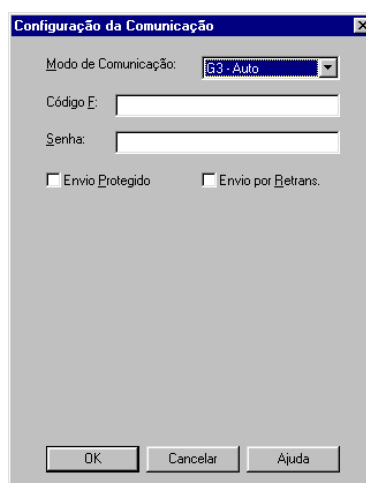 Configuração da Comunicação
Modo de Comunicação: G3 - Auto
Código F:
Senha:
Envio Protegido Envio por Retrans.
OK Cancelar Ajuda